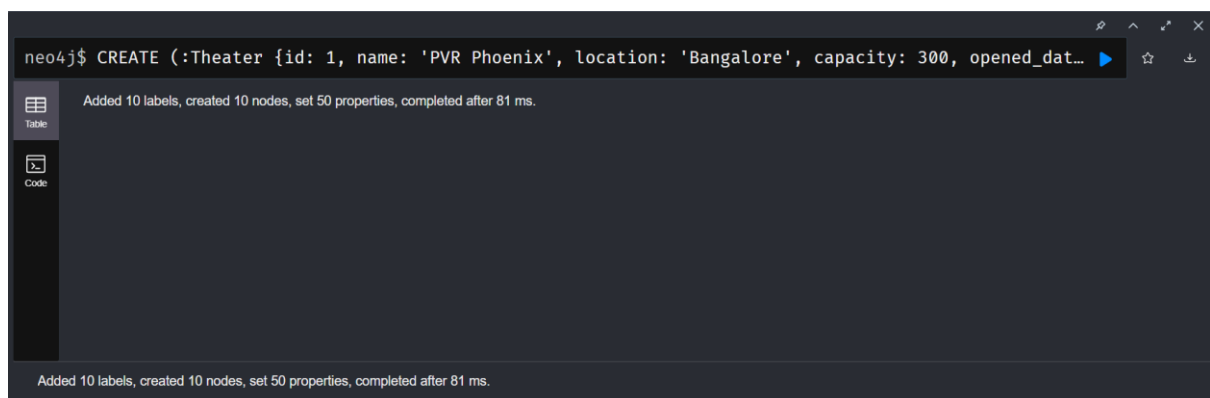 neo4j$ CREATE (:Theater {id: 1, name: 'PVR Phoenix', location: 'Bangalore', capacity: 300, opened_dat…
Added 10 labels, created 10 nodes, set 50 properties, completed after 81 ms.
Table
Code
Added 10 labels, created 10 nodes, set 50 properties, completed after 81 ms.